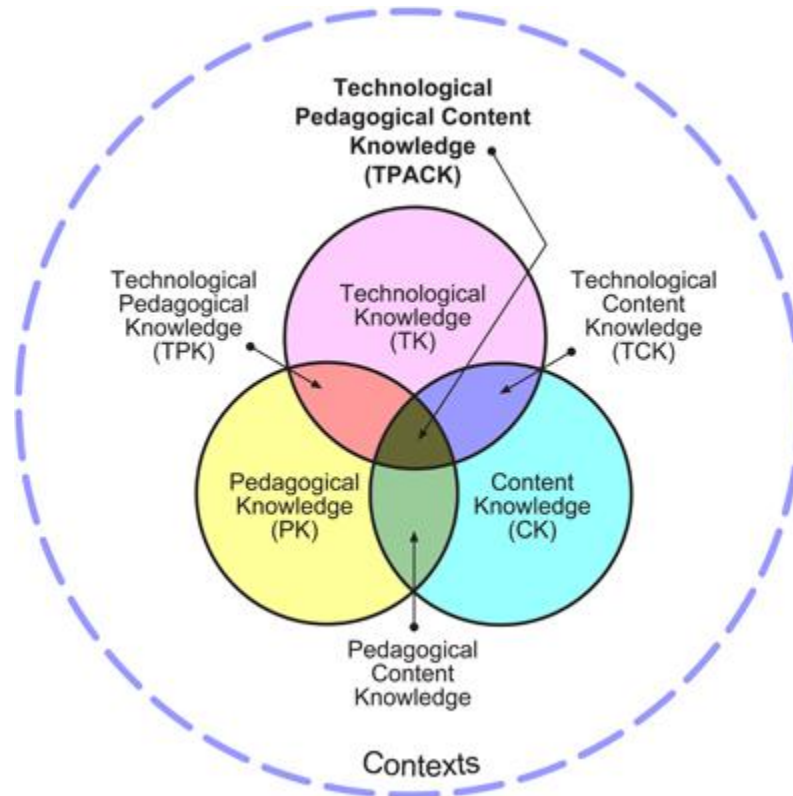 Technological
Pedagogical Content
Knowledge
(TPACK)
Technological
Pedagogical
Knowledge
(TPK)
Technological
Knowledge
(TK)
Technological
Content
Knowledge
(TCK)
Pedagogical
Knowledge
(PK)
Content
Knowledge
(CK)
Pedagogical
Content
Knowledge
Contexts